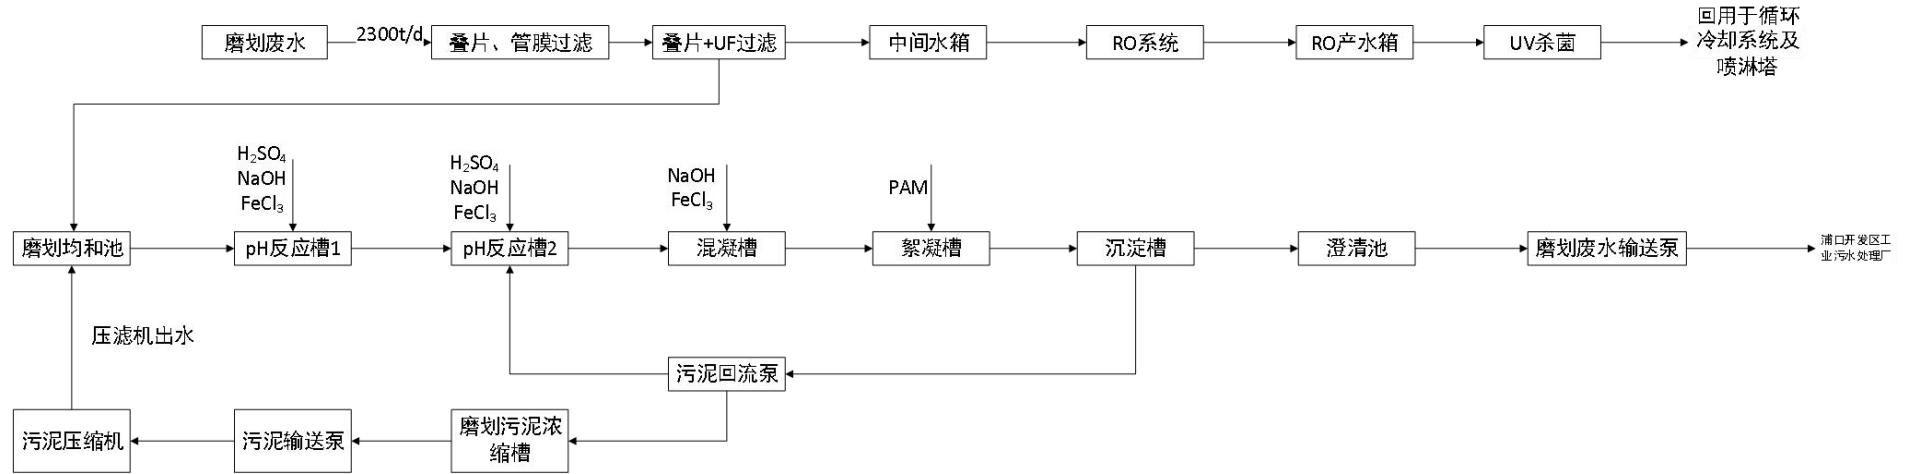 磨划废水
2300t/d
叠片、管膜过滤
叠片+UF过滤
中间水箱
RO系统
RO产水箱
UV杀菌
回用于循环
冷却系统及
喷淋塔
H₂SO₄
NaOH
FeCl₃
H₂SO₄
NaOH
FeCl₃
NaOH
FeCl₃
PAM
磨划均和池
pH反应槽1
pH反应槽2
混凝槽
絮凝槽
沉淀槽
澄清池
磨划废水输送泵
浦口开发区工
业污水处理厂
压滤机出水
污泥回流泵
污泥压缩机
污泥输送泵
磨划污泥浓
缩槽